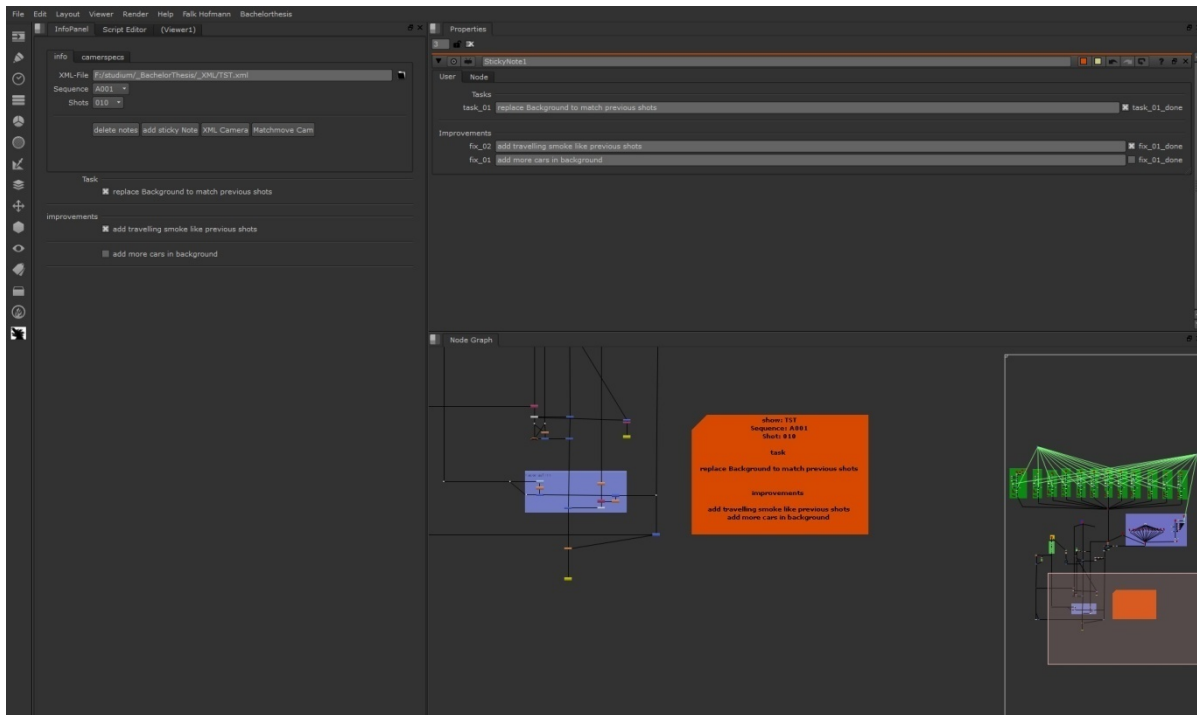 File Edit Layout Viewer Render Help Falk Hofmann Bachelorthesis
InfoPanel Script Editor (Viewer1)
info camerspecs
XML-File F:/studium/_BachelorThesis/_XML/TST.xml
Sequence A001
Shots 010
delete notes add sticky Note XML Camera Matchmove Cam
Task
replace Background to match previous shots
improvements
add travelling smoke like previous shots
add more cars in background
Properties
3
StickyNote1
?
User Node
Tasks
task_01 replace Background to match previous shots task_01_done
Improvements
fix_02 add travelling smoke like previous shots fix_01_done
fix_01 add more cars in background fix_01_done
Node Graph
show: TST
Sequence: A001
Shot: 010
task
replace Background to match previous shots
improvements
add travelling smoke like previous shots
add more cars in background